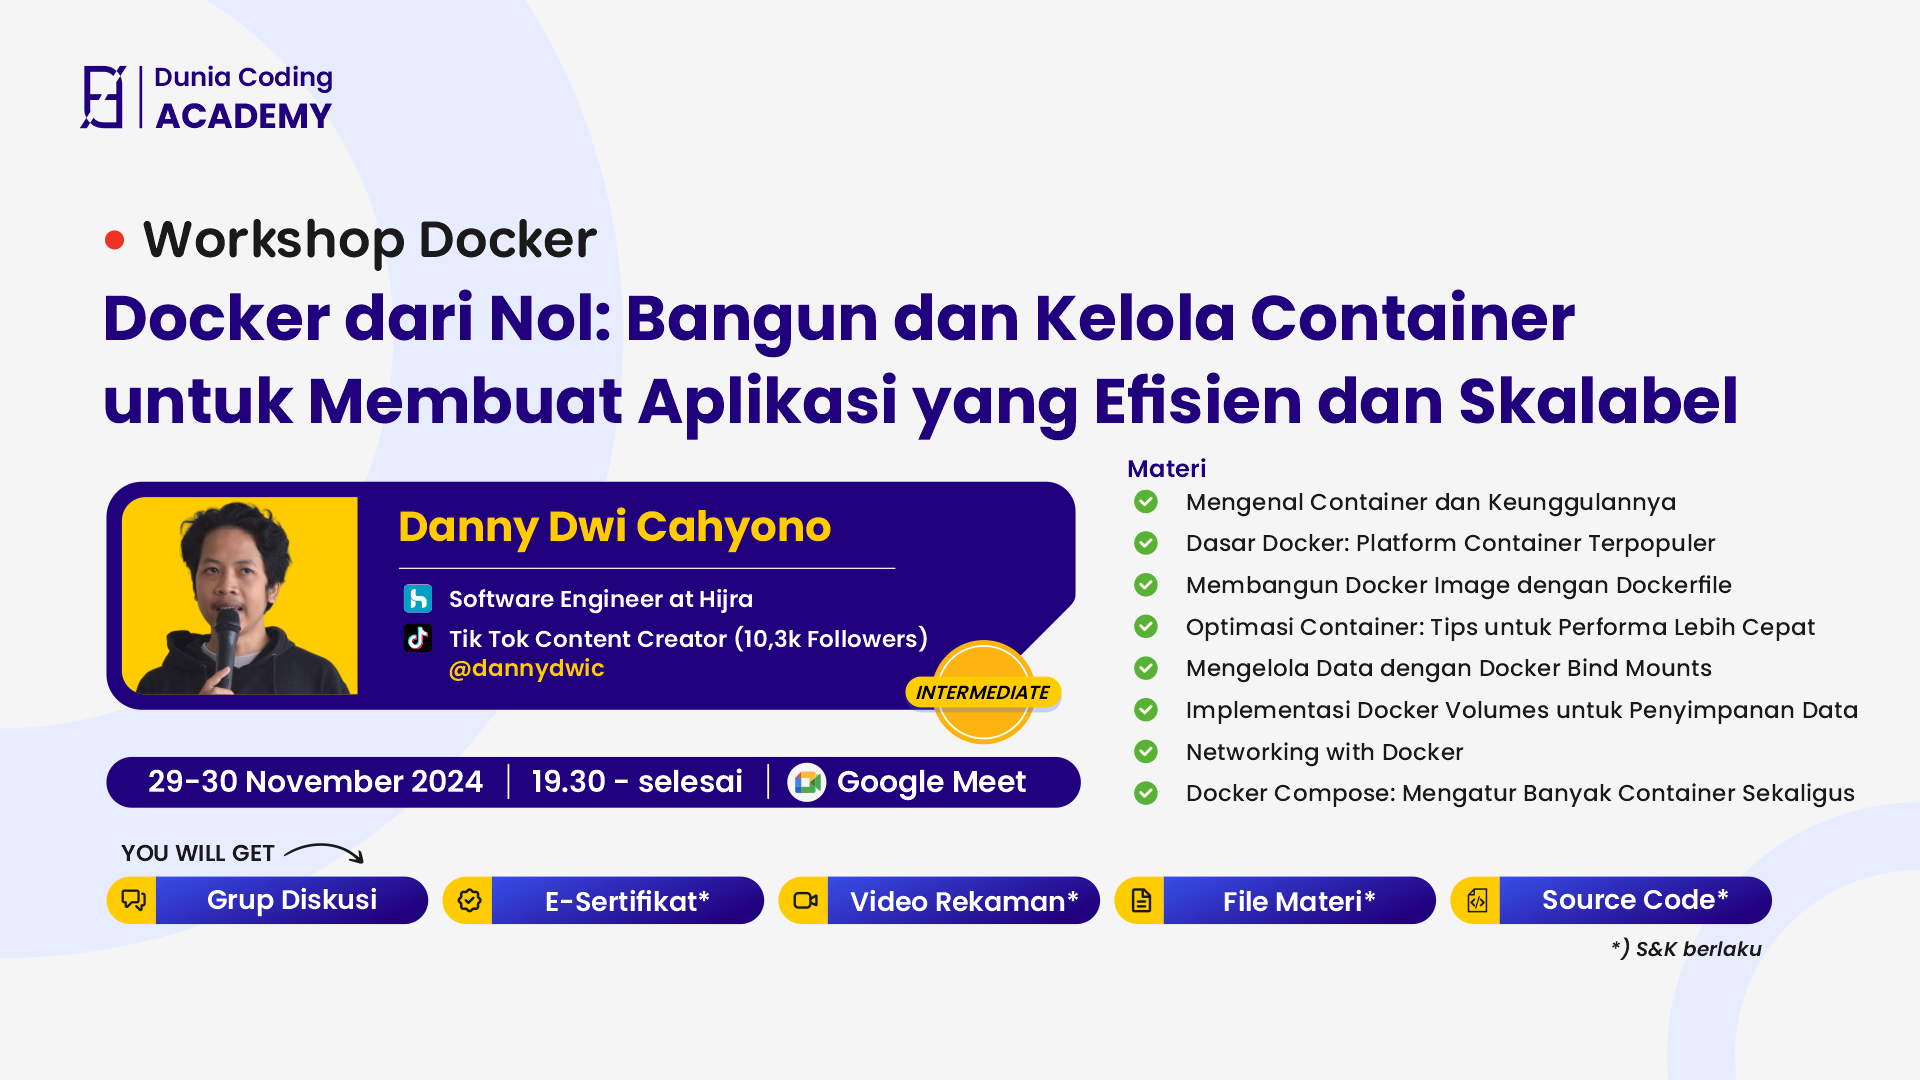 Dunia Coding
ACADEMY
Workshop Docker
Docker dari Nol: Bangun dan Kelola Container
untuk Membuat Aplikasi yang Efisien dan Skalabel
Danny Dwi Cahyono
Software Engineer at Hijra
Tik Tok Content Creator (10,3k Followers)
@dannydwic
INTERMEDIATE
29-30 November 2024
19.30 - selesai
Google Meet
Materi
Mengenal Container dan Keunggulannya
Dasar Docker: Platform Container Terpopuler
Membangun Docker Image dengan Dockerfile
Optimasi Container: Tips untuk Performa Lebih Cepat
Mengelola Data dengan Docker Bind Mounts
Implementasi Docker Volumes untuk Penyimpanan Data
Networking with Docker
Docker Compose: Mengatur Banyak Container Sekaligus
YOU WILL GET
Grup Diskusi
E-Sertifikat*
Video Rekaman*
File Materi*
Source Code*
*) S&K berlaku